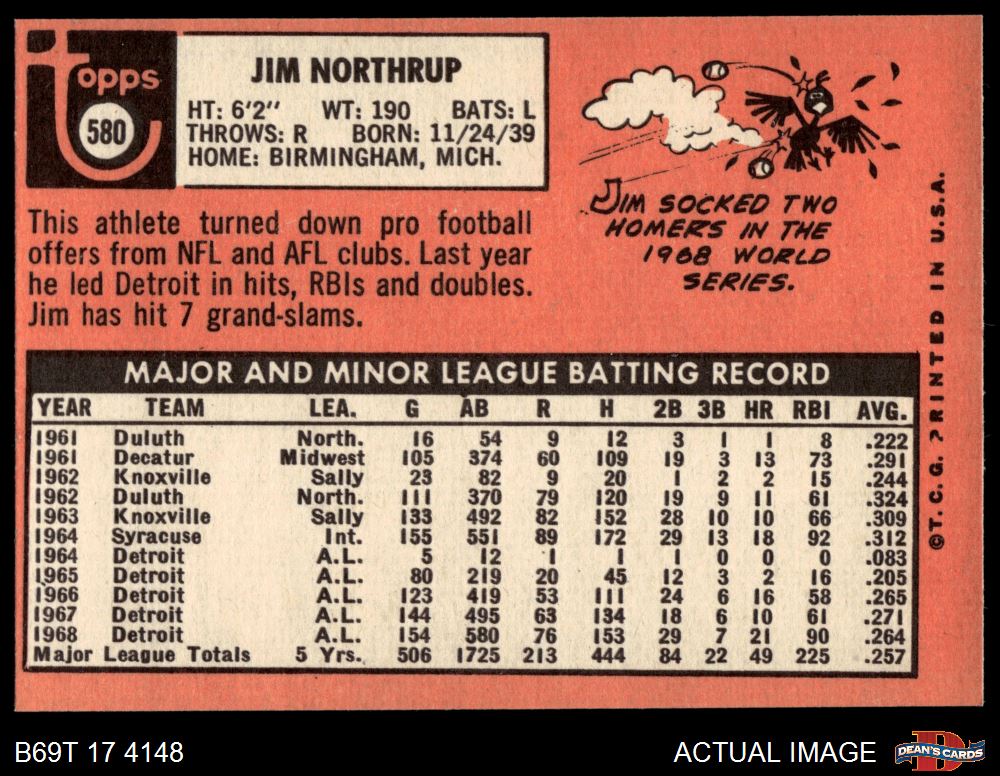 Topps
580
JIM NORTHRUP
HT: 6'2" WT: 190 BATS: L
THROWS: R BORN: 11/24/39
HOME: BIRMINGHAM, MICH.
This athlete turned down pro football
offers from NFL and AFL clubs. Last year
he led Detroit in hits, RBIs and doubles.
Jim has hit 7 grand-slams.
JIM SOCKED TWO
HOMERS IN THE
1968 WORLD
SERIES.
©T.C.G. PRINTED IN U.S.A.
MAJOR AND MINOR LEAGUE BATTING RECORD
YEAR TEAM LEA. G AB R H 2B 3B HR RBI AVG.
1961 Duluth North. 16 54 9 12 3 1 1 8 .222
1961 Decatur Midwest 105 374 60 109 19 3 13 73 .291
1962 Knoxville Sally 23 82 9 20 1 2 2 15 .244
1962 Duluth North. 111 370 79 120 19 9 11 61 .324
1963 Knoxville Sally 133 492 82 152 28 10 10 66 .309
1964 Syracuse Int. 155 551 89 172 29 13 18 92 .312
1964 Detroit A.L. 5 12 1 1 1 0 0 0 .083
1965 Detroit A.L. 80 219 20 45 12 3 2 16 .205
1966 Detroit A.L. 123 419 53 111 24 6 16 58 .265
1967 Detroit A.L. 144 495 63 134 18 6 10 61 .271
1968 Detroit A.L. 154 580 76 153 29 7 21 90 .264
Major League Totals 5 Yrs. 506 1725 213 444 84 22 49 225 .257
B69T 17 4148
ACTUAL IMAGE
DEAN'S CARDS